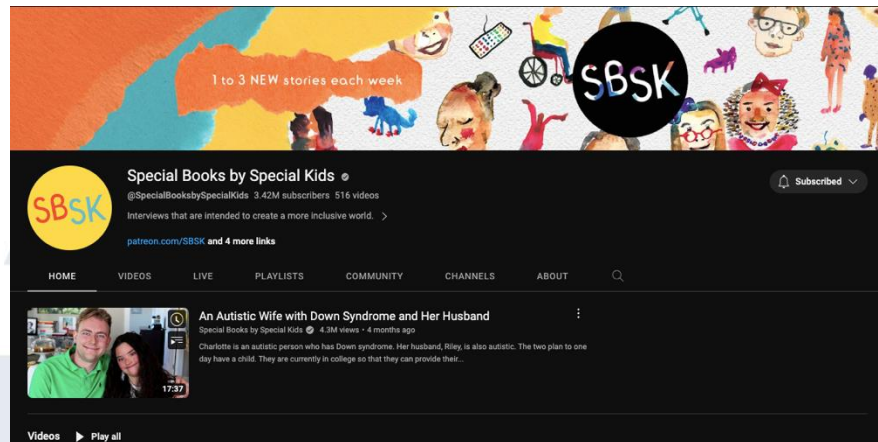 1 to 3 NEW stories each week
SBSK
SBSK
Special Books by Special Kids
@SpecialBooksbySpecialKids 3.42M subscribers 516 videos
Interviews that are intended to create a more inclusive world. >
patreon.com/SBSK and 4 more links
Subscribed
HOME VIDEOS LIVE PLAYLISTS COMMUNITY CHANNELS ABOUT
An Autistic Wife with Down Syndrome and Her Husband
Special Books by Special Kids 4.3M views • 4 months ago
Charlotte is an autistic person who has Down syndrome. Her husband, Riley, is also autistic. The two plan to one
day have a child. They are currently in college so that they can provide their...
17:37
Videos Play all